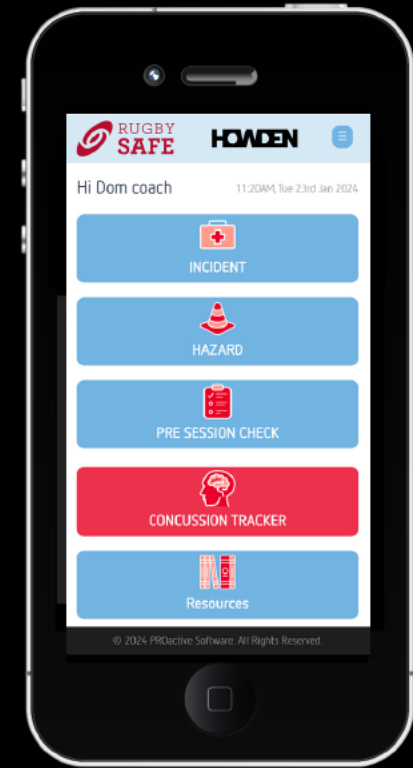 RUGBY
SAFE
HOWDEN
Hi Dom coach
11:20AM, Tue 23rd Jan 2024
INCIDENT
HAZARD
PRE SESSION CHECK
CONCUSSION TRACKER
Resources
© 2024 PROactive Software. All Rights Reserved.